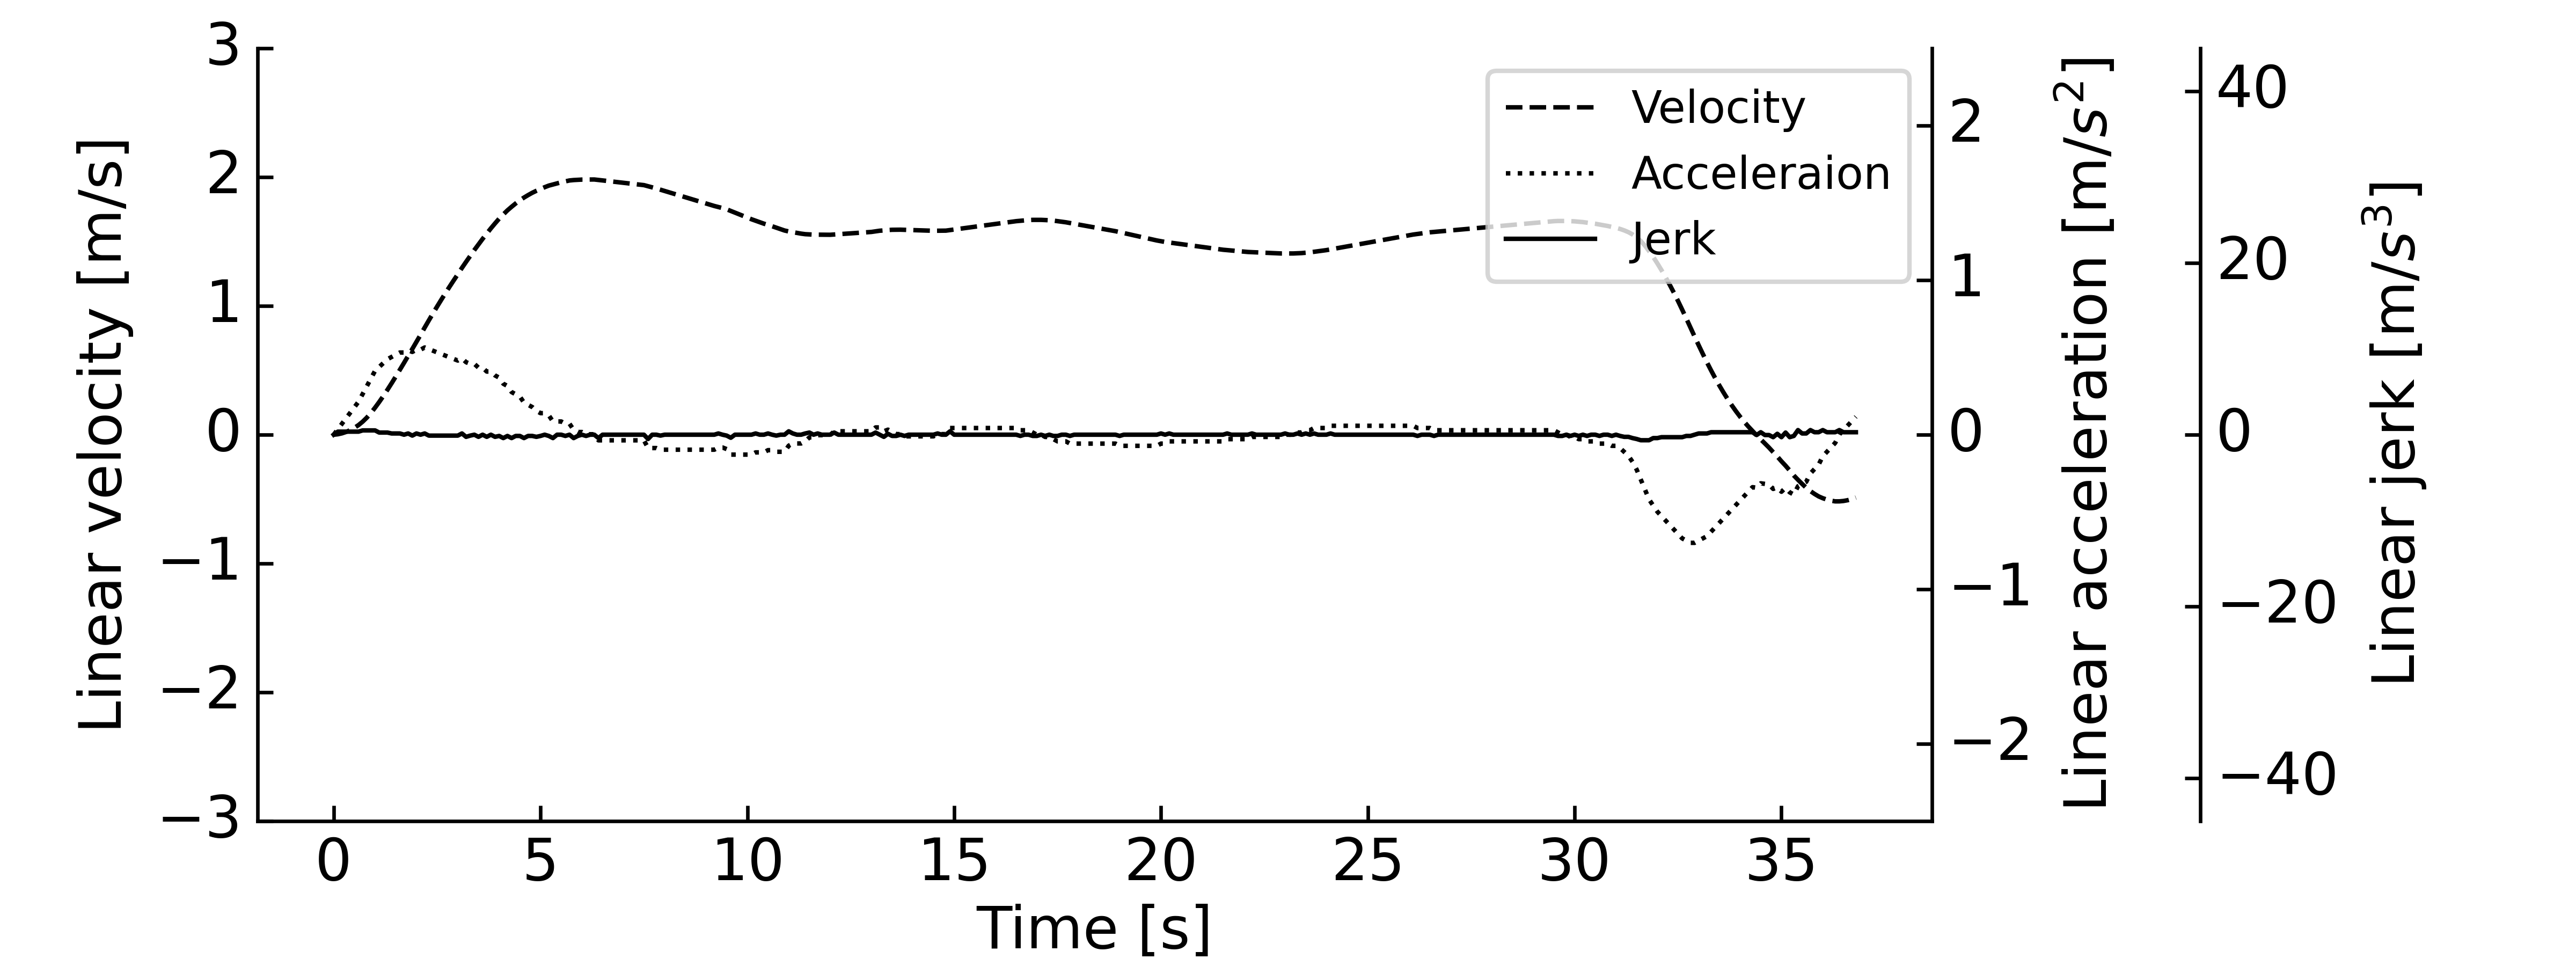 Linear velocity [m/s]
3
2
1
0
−1
−2
−3
0 5 10 15 20 25 30 35
Time [s]
Velocity
Acceleraion
Jerk
2
1
0
−1
−2
Linear acceleration [m/s²]
40
20
0
−20
−40
Linear jerk [m/s³]